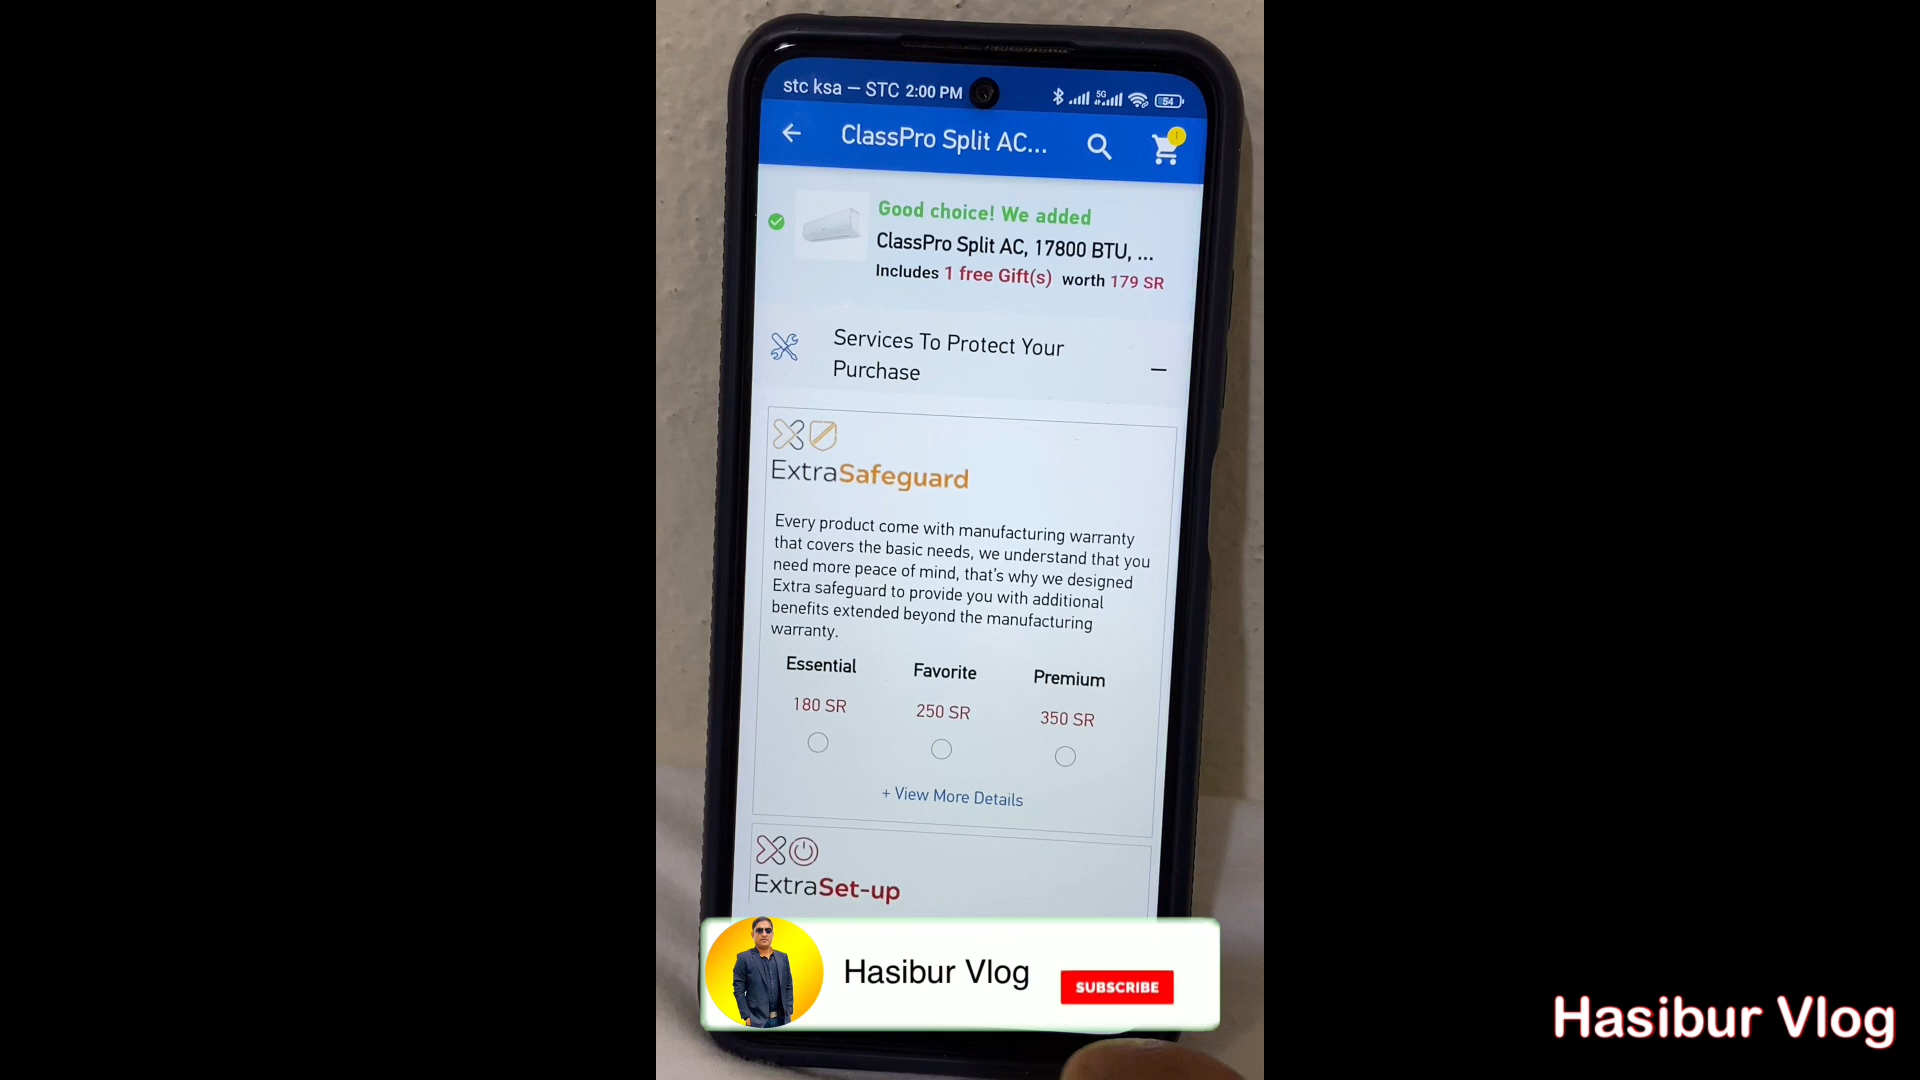 stc ksa — STC 2:00 PM
5G
54
ClassPro Split AC...
1
Good choice! We added
ClassPro Split AC, 17800 BTU, ...
Includes 1 free Gift(s) worth 179 SR
Services To Protect Your
Purchase
ExtraSafeguard
Every product come with manufacturing warranty
that covers the basic needs, we understand that you
need more peace of mind, that's why we designed
Extra safeguard to provide you with additional
benefits extended beyond the manufacturing
warranty.
Essential Favorite Premium
180 SR 250 SR 350 SR
+ View More Details
ExtraSet-up
Hasibur Vlog
SUBSCRIBE
Hasibur Vlog